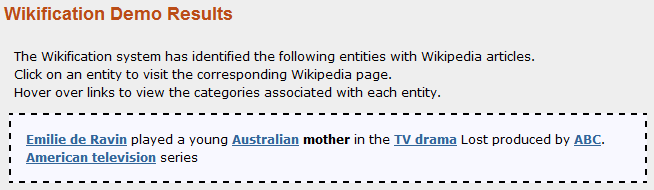 Wikification Demo Results
The Wikification system has identified the following entities with Wikipedia articles.
Click on an entity to visit the corresponding Wikipedia page.
Hover over links to view the categories associated with each entity.
Emilie de Ravin played a young Australian mother in the TV drama Lost produced by ABC.
American television series